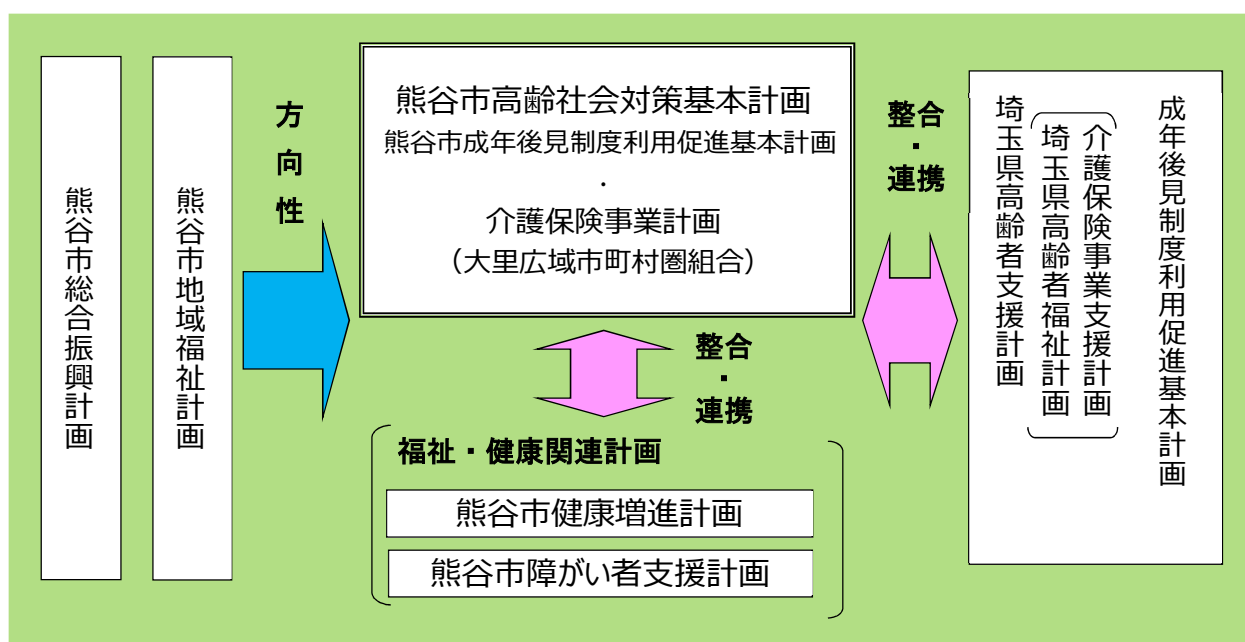 熊谷市総合振興計画
熊谷市地域福祉計画
方向性
熊谷市高齢社会対策基本計画
熊谷市成年後見制度利用促進基本計画
・
介護保険事業計画
（大里広域市町村圏組合）
整合
・
連携
成年後見制度利用促進基本計画
介護保険事業支援計画
埼玉県高齢者福祉計画
埼玉県高齢者支援計画
整合
・
連携
福祉・健康関連計画
熊谷市健康増進計画
熊谷市障がい者支援計画